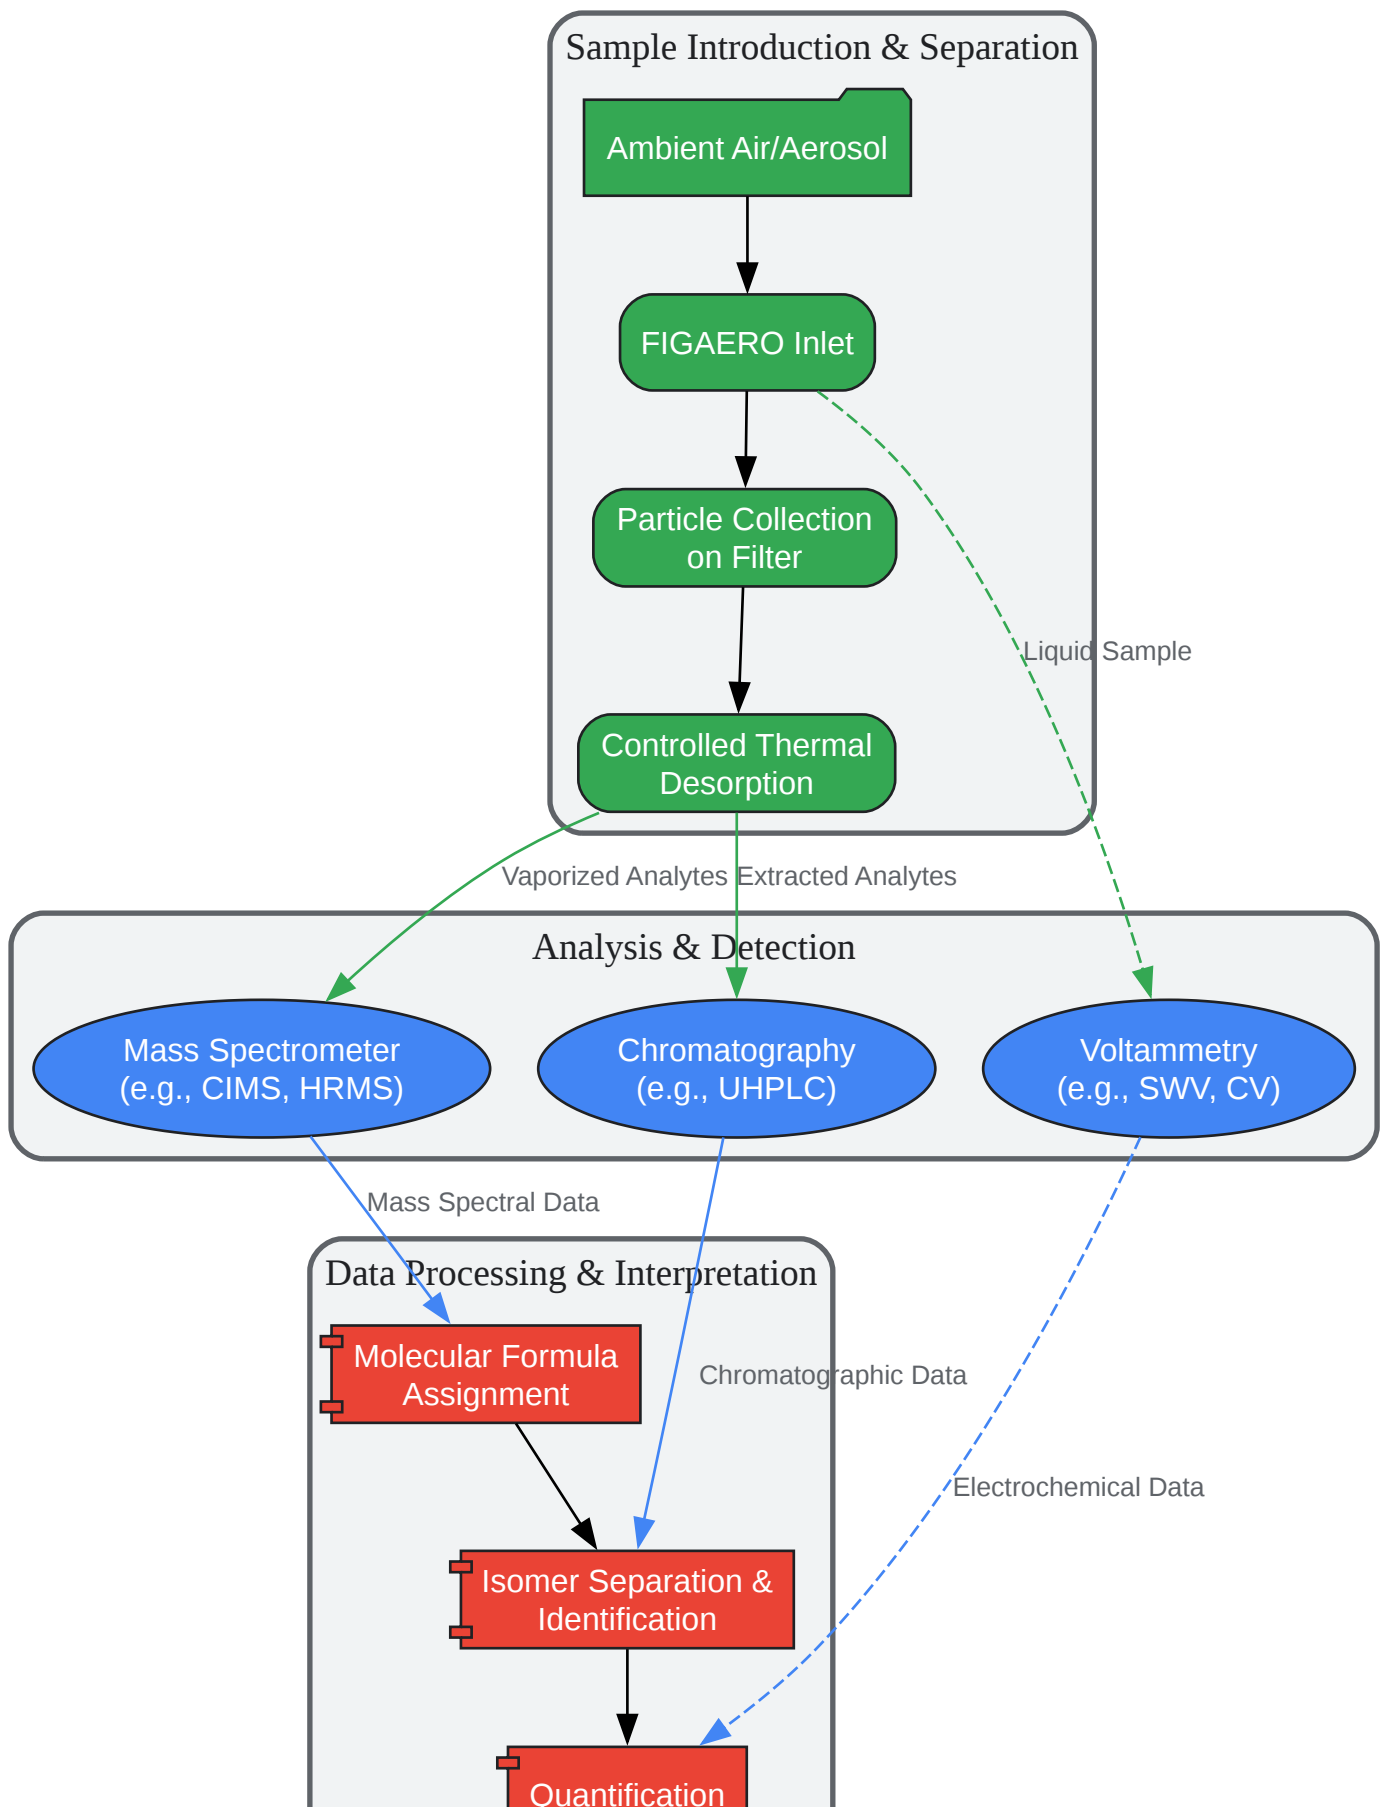 Sample Introduction & Separation
Ambient Air/Aerosol
FIGAERO Inlet
Particle Collection
on Filter
Liquid Sample
Controlled Thermal
Desorption
Vaporized Analytes
Extracted Analytes
Analysis & Detection
Mass Spectrometer
(e.g., CIMS, HRMS)
Chromatography
(e.g., UHPLC)
Voltammetry
(e.g., SWV, CV)
Mass Spectral Data
Data Processing & Interpretation
Molecular Formula
Assignment
Chromatographic Data
Electrochemical Data
Isomer Separation &
Identification
Quantification